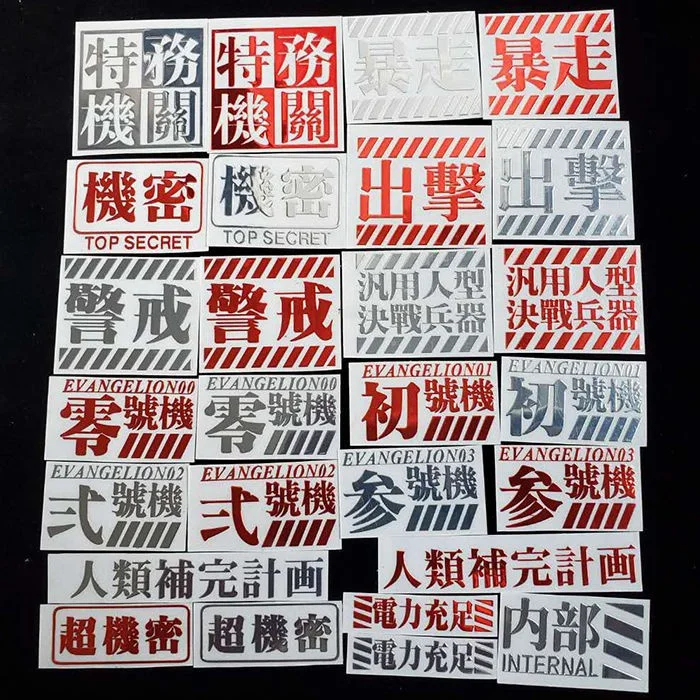 特務
機關
特務
機關
暴走
暴走
機密
TOP SECRET
機密
TOP SECRET
出擊
出擊
警戒
警戒
汎用人型
決戰兵器
汎用人型
決戰兵器
EVANGELION00
零號機
EVANGELION00
零號機
EVANGELION01
初號機
EVANGELION01
初號機
EVANGELION02
弍號機
EVANGELION02
弍號機
EVANGELION03
参號機
EVANGELION03
参號機
人類補完計画
人類補完計画
超機密
超機密
電力充足
電力充足
内部
INTERNAL